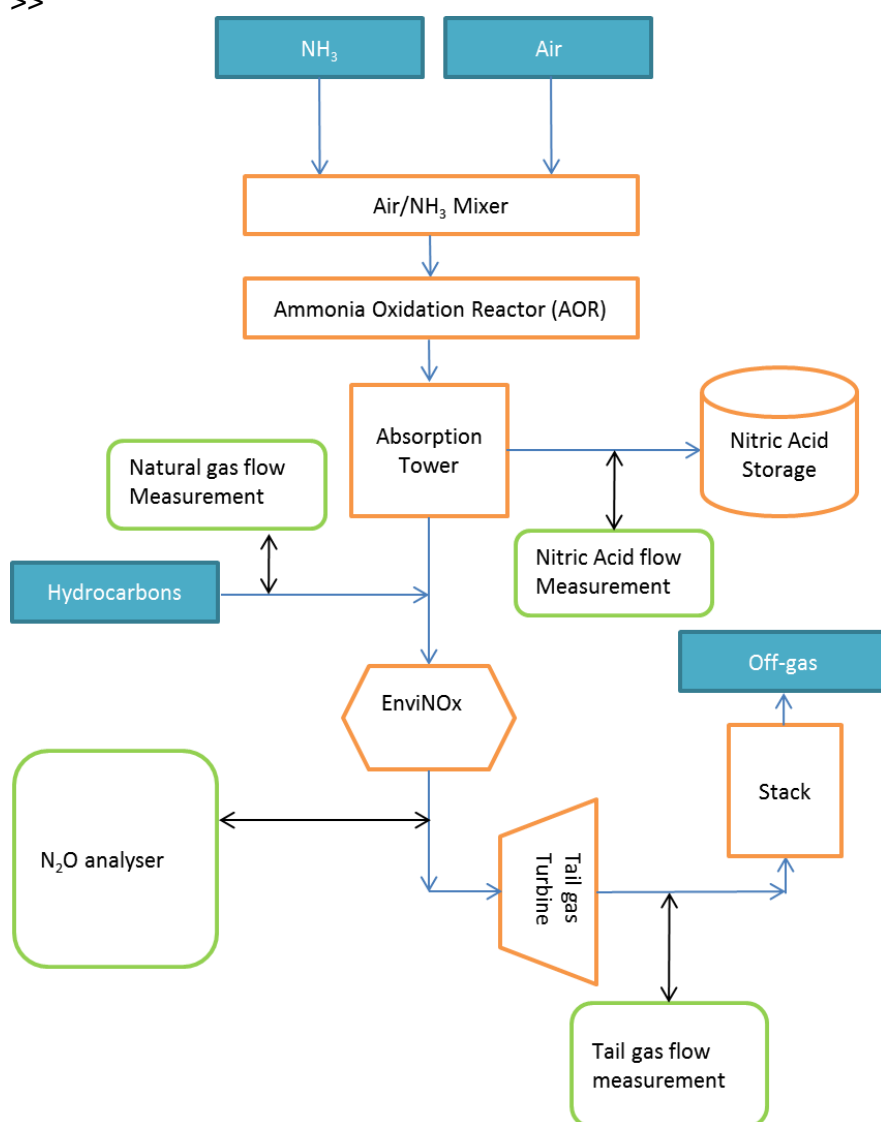 >>
NH₃
Air
Air/NH₃ Mixer
Ammonia Oxidation Reactor (AOR)
Absorption
Tower
Nitric Acid
Storage
Natural gas flow
Measurement
Nitric Acid flow
Measurement
Hydrocarbons
Off-gas
EnviNOx
Stack
N₂O analyser
Tail gas
Turbine
Tail gas flow
measurement